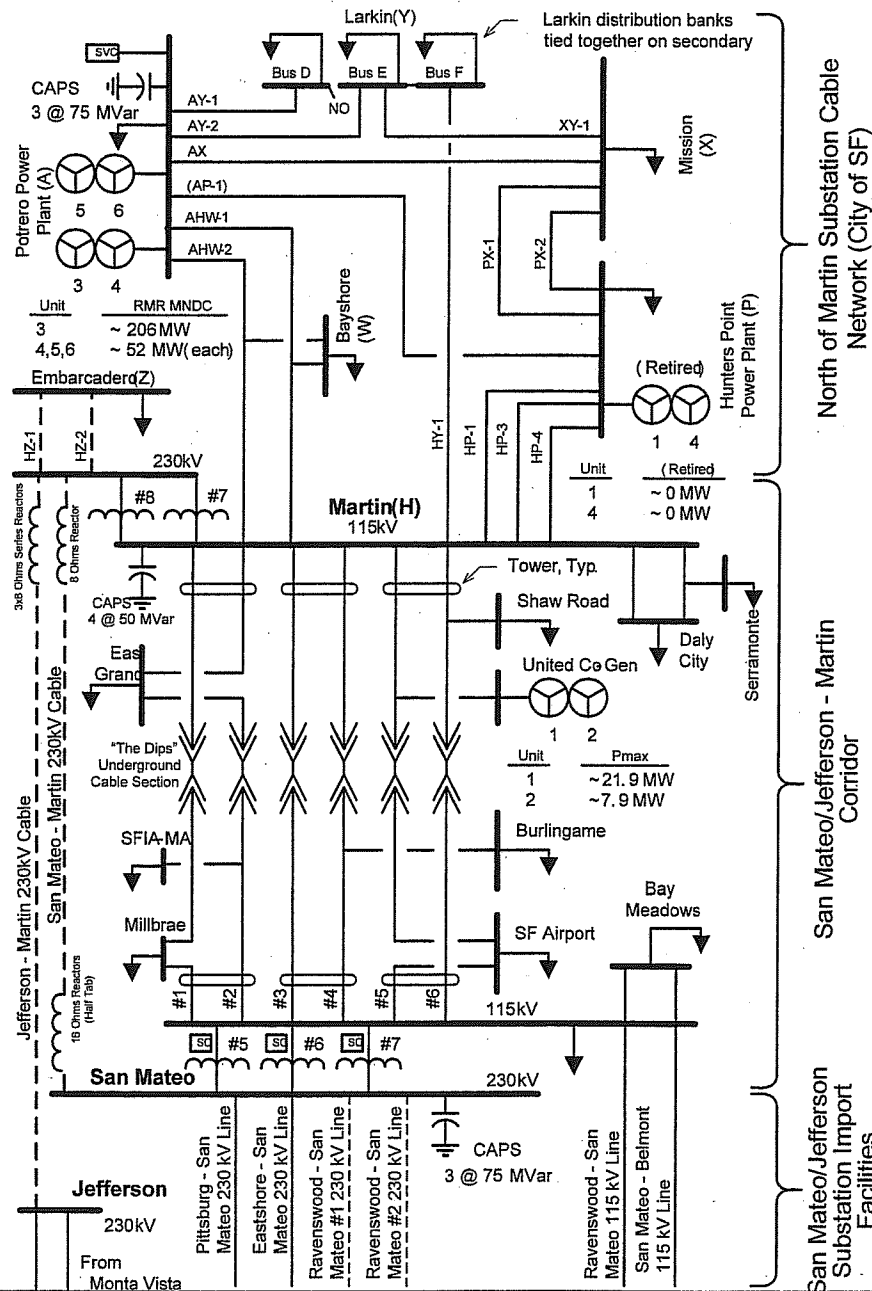 Larkin(Y)
Larkin distribution banks
tied together on secondary
SVC
Bus D
Bus E
Bus F
NO
CAPS
3 @ 75 MVar
AY-1
AY-2
XY-1
AX
(AP-1)
AHW-1
AHW-2
Mission
(X)
Potrero Power
Plant (A)
5 6
3 4
PX-1
PX-2
Unit RMR MNDC
3 ~ 206 MW
4,5,6 ~ 52 MW(each)
Bayshore
(W)
Hunters Point
Power Plant (P)
(Retired)
1 4
North of Martin Substation Cable
Network (City of SF)
Embarcadero(Z)
HZ-1
HZ-2
230kV
HY-1
HP-1
HP-3
HP-4
Unit (Retired)
1 ~ 0 MW
4 ~ 0 MW
#8
#7
Martin(H)
115kV
3x8 Ohms Series Reactors
8 Ohms Reactor
CAPS
4 @ 50 MVar
Tower, Typ.
Shaw Road
Daly
City
Serramonte
East
Grand
United Co Gen
1 2
"The Dips"
Underground
Cable Section
Unit Pmax
1 ~21.9 MW
2 ~7.9 MW
Jefferson - Martin 230kV Cable
San Mateo - Martin 230kV Cable
San Mateo/Jefferson - Martin
Corridor
SFIA-MA
Burlingame
Millbrae
SF Airport
Bay
Meadows
16 Ohms Reactors
(Half Tab)
#1
#2
#3
#4
#5
#6
115kV
#5
#6
#7
San Mateo
230kV
CAPS
3 @ 75 MVar
Pittsburg - San
Mateo 230 kV Line
Eastshore - San
Mateo 230 kV Line
Ravenswood - San
Mateo #1 230 kV Line
Ravenswood - San
Mateo #2 230 kV Line
Ravenswood - San
Mateo 115 kV Line
San Mateo - Belmont
115 kV Line
San Mateo/Jefferson
Substation Import
Facilities
Jefferson
230kV
From
Monta Vista